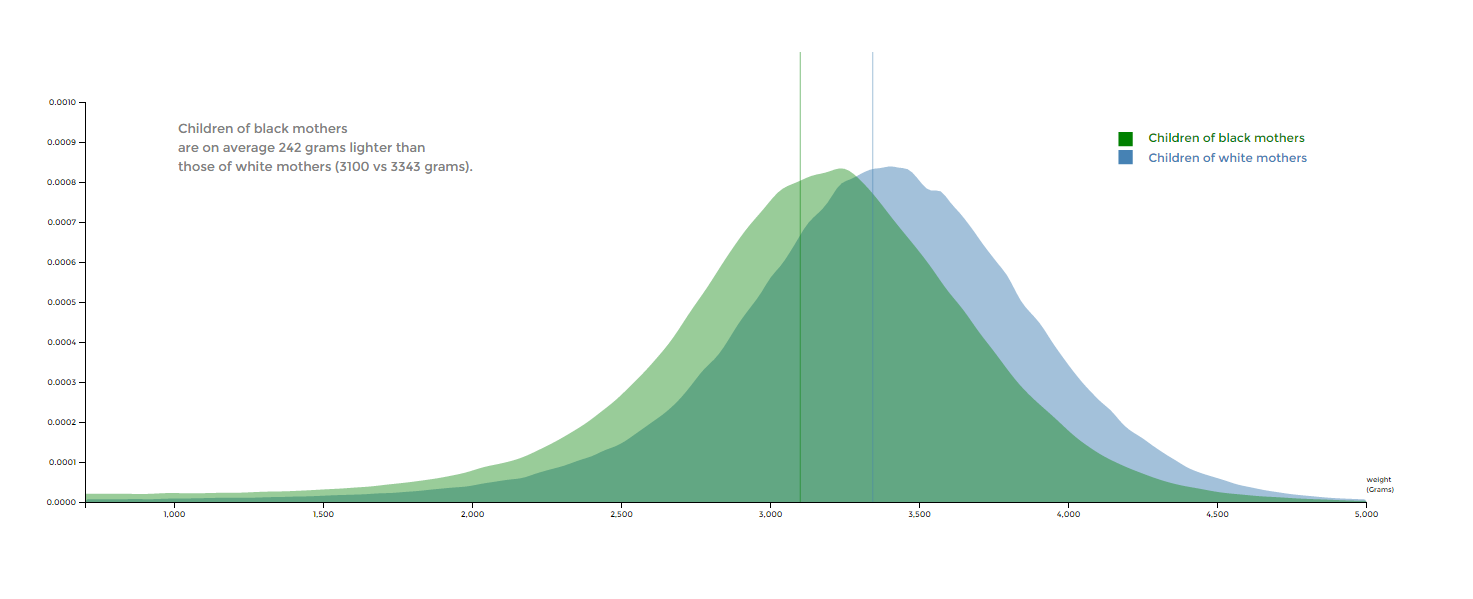 0.0010
0.0009
0.0008
0.0007
0.0006
0.0005
0.0004
0.0003
0.0002
0.0001
0.0000
Children of black mothers
are on average 242 grams lighter than
those of white mothers (3100 vs 3343 grams).
Children of black mothers
Children of white mothers
weight
(Grams)
1,000 1,500 2,000 2,500 3,000 3,500 4,000 4,500 5,000